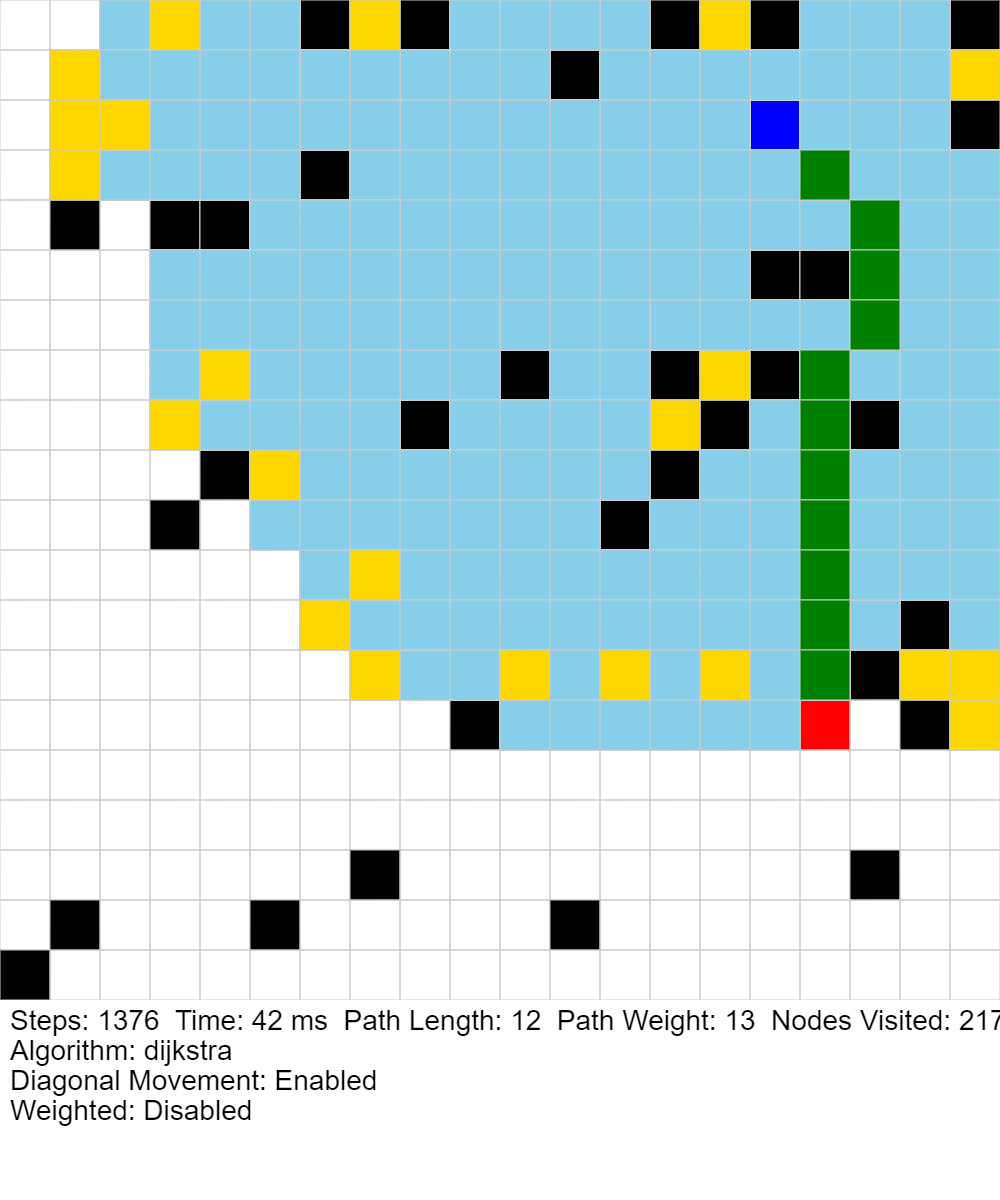 Steps: 1376  Time: 42 ms  Path Length: 12  Path Weight: 13  Nodes Visited: 217
Algorithm: dijkstra
Diagonal Movement: Enabled
Weighted: Disabled